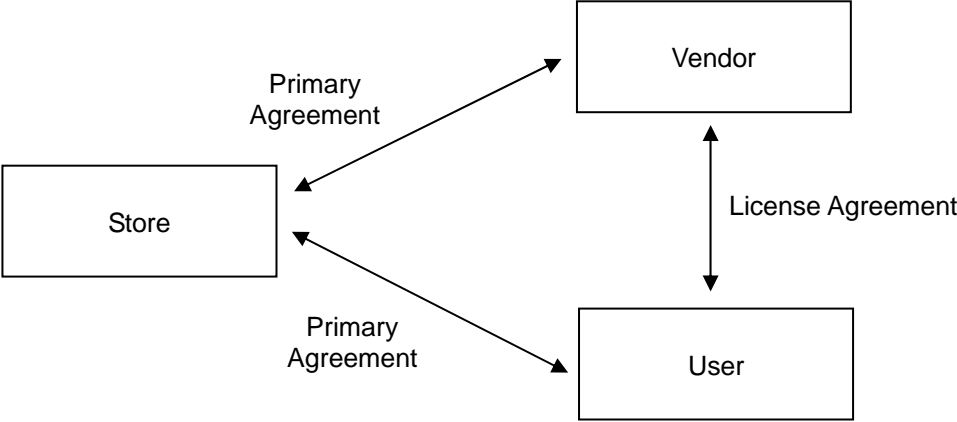 Vendor
Primary
Agreement
License Agreement
Store
Primary
Agreement
User